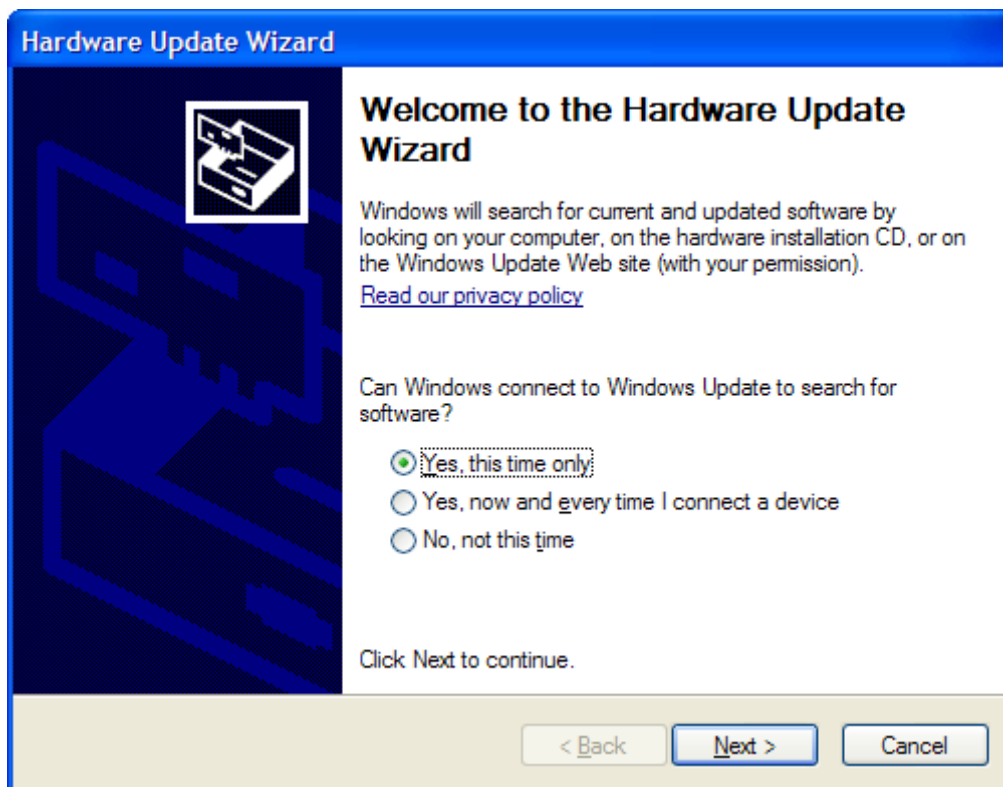 Hardware Update Wizard
Welcome to the Hardware Update
Wizard
Windows will search for current and updated software by
looking on your computer, on the hardware installation CD, or on
the Windows Update Web site (with your permission).
Read our privacy policy
Can Windows connect to Windows Update to search for
software?
Yes, this time only
Yes, now and every time I connect a device
No, not this time
Click Next to continue.
< Back Next > Cancel